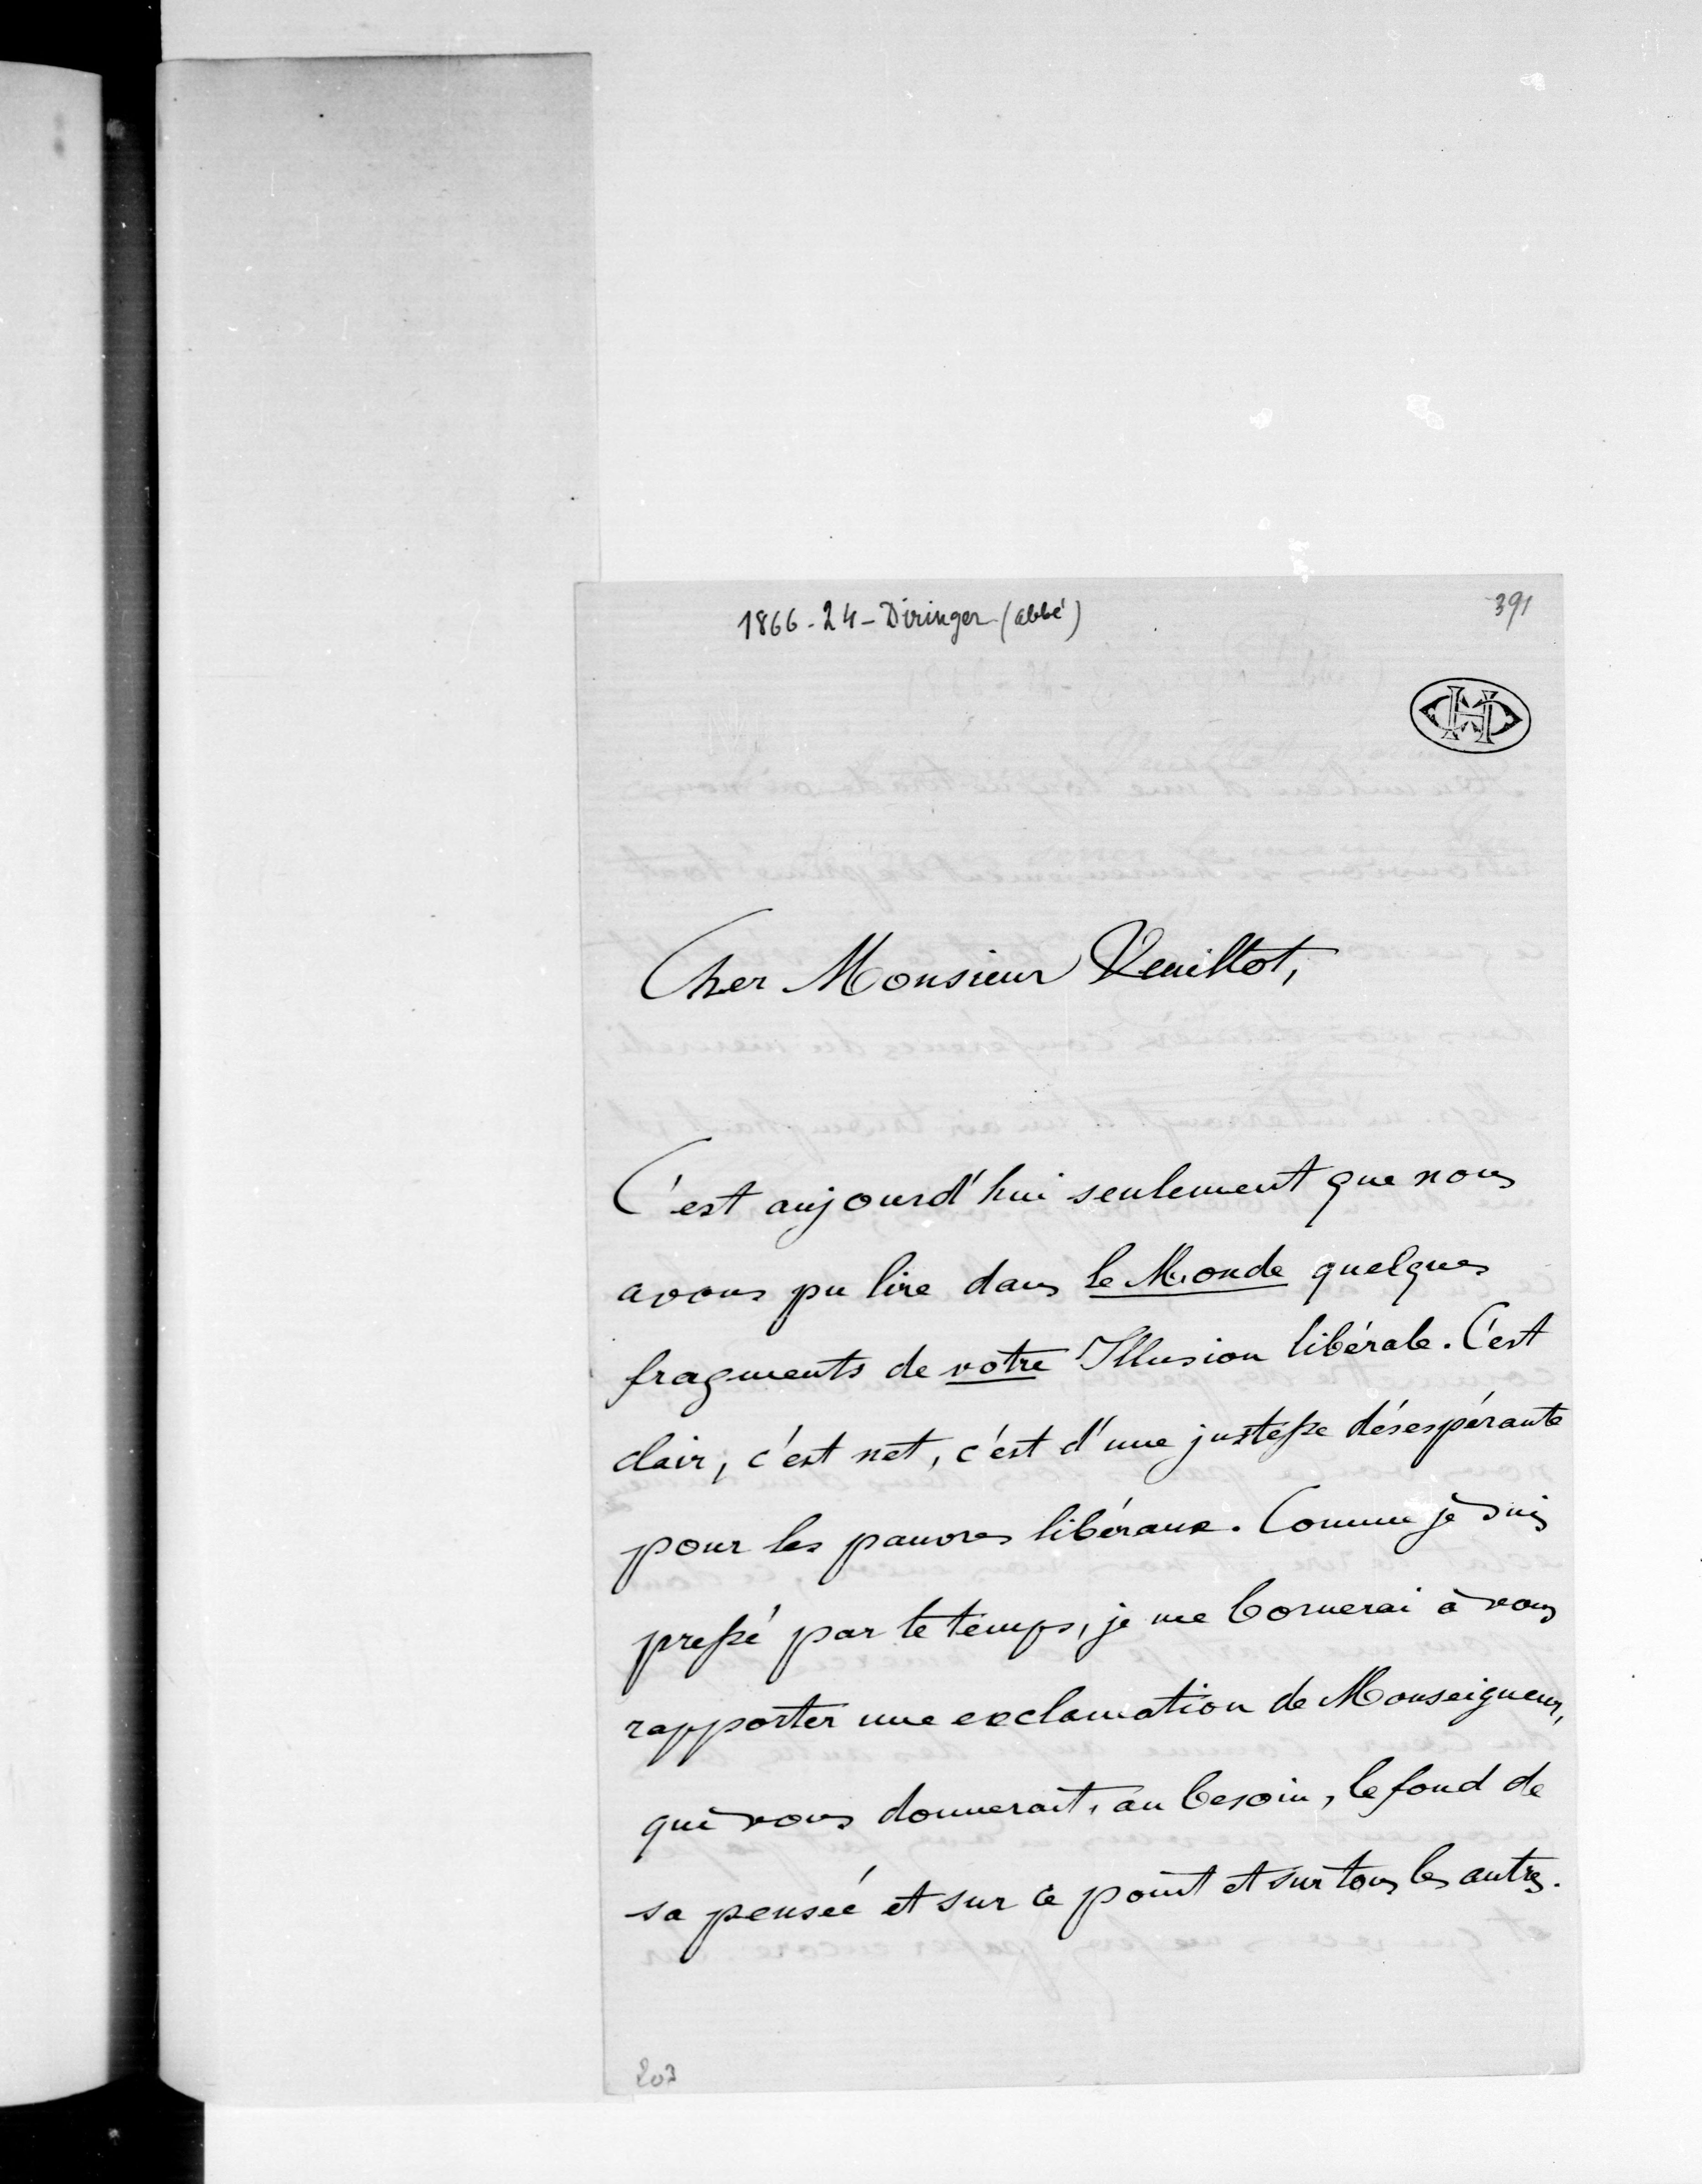 1866-24-Diringer (abbé)
391
Cher Monsieur Veuillot,
C'est aujourd'hui seulement que nous
avons pu lire dans le Monde quelques
fragments de votre Illusion libérale. C'est
clair, c'est net, c'est d'une justesse désespérante
pour les pauvres libéraux. Comme je suis
pressé par le temps, je me bornerai à vous
rapporter une exclamation de Monseigneur,
qui vous donnerait, au besoin, le fond de
sa pensée et sur ce point et sur tous les autres.
203